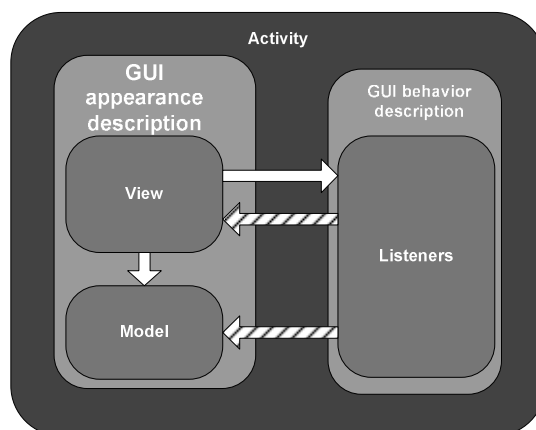 Activity
GUI
appearance
description
GUI behavior
description
View
Listeners
Model